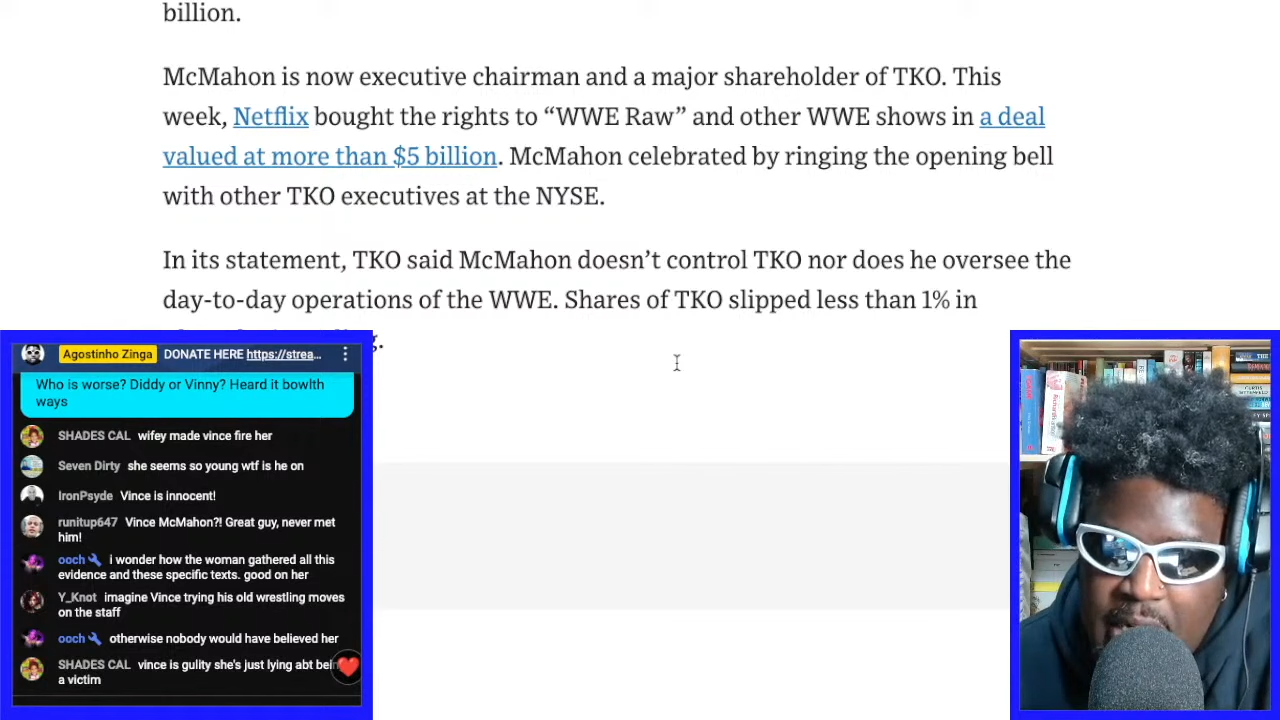 billion.
McMahon is now executive chairman and a major shareholder of TKO. This
week, Netflix bought the rights to “WWE Raw” and other WWE shows in a deal
valued at more than $5 billion. McMahon celebrated by ringing the opening bell
with other TKO executives at the NYSE.
In its statement, TKO said McMahon doesn’t control TKO nor does he oversee the
day-to-day operations of the WWE. Shares of TKO slipped less than 1% in
Agostinho Zinga DONATE HERE https://strea...
Who is worse? Diddy or Vinny? Heard it bowlth
ways
SHADES CAL wifey made vince fire her
Seven Dirty she seems so young wtf is he on
IronPsyde Vince is innocent!
runitup647 Vince McMahon?! Great guy, never met
him!
ooch i wonder how the woman gathered all this
evidence and these specific texts. good on her
Y_Knot imagine Vince trying his old wrestling moves
on the staff
ooch otherwise nobody would have believed her
SHADES CAL vince is gulity she's just lying abt bein
a victim